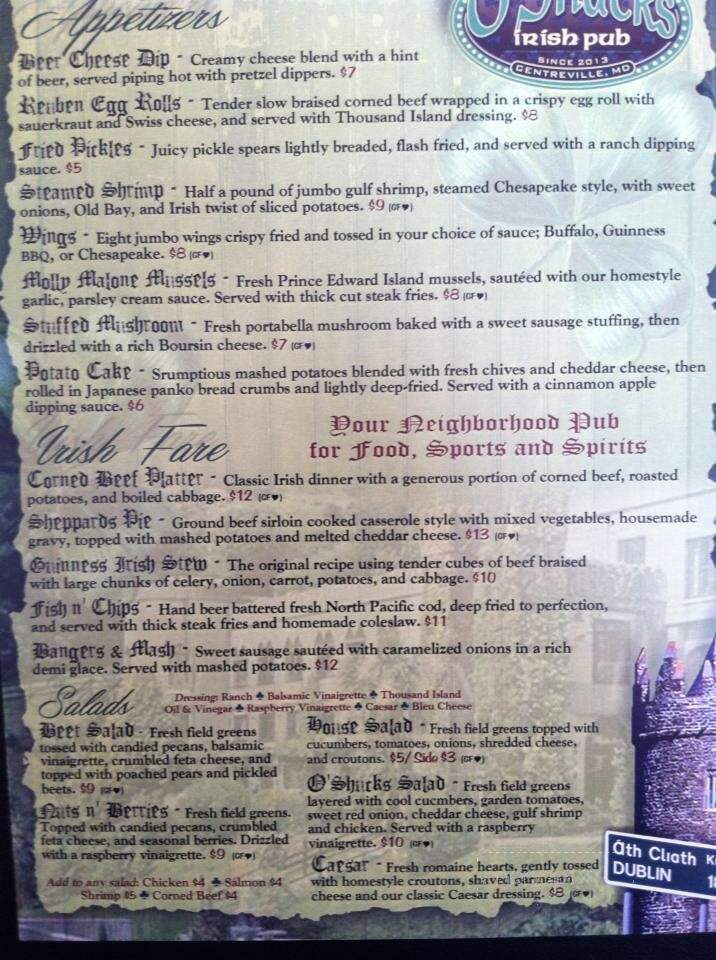 Appetizers
O'Shucks
irish pub
SINCE 2013
CENTREVILLE, MD
Beer Cheese Dip - Creamy cheese blend with a hint
of beer, served piping hot with pretzel dippers. $7
Reuben Egg Rolls - Tender slow braised corned beef wrapped in a crispy egg roll with
sauerkraut and Swiss cheese, and served with Thousand Island dressing. $8
Fried Pickles - Juicy pickle spears lightly breaded, flash fried, and served with a ranch dipping
sauce. $5
Steamed Shrimp - Half a pound of jumbo gulf shrimp, steamed Chesapeake style, with sweet
onions, Old Bay, and Irish twist of sliced potatoes. $9 (GF♥)
Wings - Eight jumbo wings crispy fried and tossed in your choice of sauce; Buffalo, Guinness
BBQ, or Chesapeake. $8 (GF♥)
Molly Malone Mussels - Fresh Prince Edward Island mussels, sautéed with our homestyle
garlic, parsley cream sauce. Served with thick cut steak fries. $8 (GF♥)
Stuffed Mushroom - Fresh portabella mushroom baked with a sweet sausage stuffing, then
drizzled with a rich Boursin cheese. $7 (GF♥)
Potato Cake - Srumptious mashed potatoes blended with fresh chives and cheddar cheese, then
rolled in Japanese panko bread crumbs and lightly deep-fried. Served with a cinnamon apple
dipping sauce. $6
Your Neighborhood Pub
for Food, Sports and Spirits
Irish Fare
Corned Beef Platter - Classic Irish dinner with a generous portion of corned beef, roasted
potatoes, and boiled cabbage. $12 (GF♥)
Sheppards Pie - Ground beef sirloin cooked casserole style with mixed vegetables, housemade
gravy, topped with mashed potatoes and melted cheddar cheese. $13 (GF♥)
Guinness Irish Stew - The original recipe using tender cubes of beef braised
with large chunks of celery, onion, carrot, potatoes, and cabbage. $10
Fish n' Chips - Hand beer battered fresh North Pacific cod, deep fried to perfection,
and served with thick steak fries and homemade coleslaw. $11
Bangers & Mash - Sweet sausage sautéed with caramelized onions in a rich
demi glace. Served with mashed potatoes. $12
Salads
Dressings: Ranch ♣ Balsamic Vinaigrette ♣ Thousand Island
Oil & Vinegar ♣ Raspberry Vinaigrette ♣ Caesar ♣ Bleu Cheese
Beet Salad - Fresh field greens
tossed with candied pecans, balsamic
vinaigrette, crumbled feta cheese, and
topped with poached pears and pickled
beets. $9 (GF♥)
Nuts n' Berries - Fresh field greens.
Topped with candied pecans, crumbled
feta cheese, and seasonal berries. Drizzled
with a raspberry vinaigrette. $9 (GF♥)
Add to any salad: Chicken $4 ♣ Salmon $4
Shrimp $5 ♣ Corned Beef $4
House Salad - Fresh field greens topped with
cucumbers, tomatoes, onions, shredded cheese,
and croutons. $5/ Side $3 (GF♥)
O'Shucks Salad - Fresh field greens
layered with cool cucmbers, garden tomatoes,
sweet red onion, cheddar cheese, gulf shrimp
and chicken. Served with a raspberry
vinaigrette. $10 (GF♥)
Caesar - Fresh romaine hearts, gently tossed
with homestyle croutons, shaved parmesan
cheese and our classic Caesar dressing. $8 (GF♥)
áth Cliath
DUBLIN